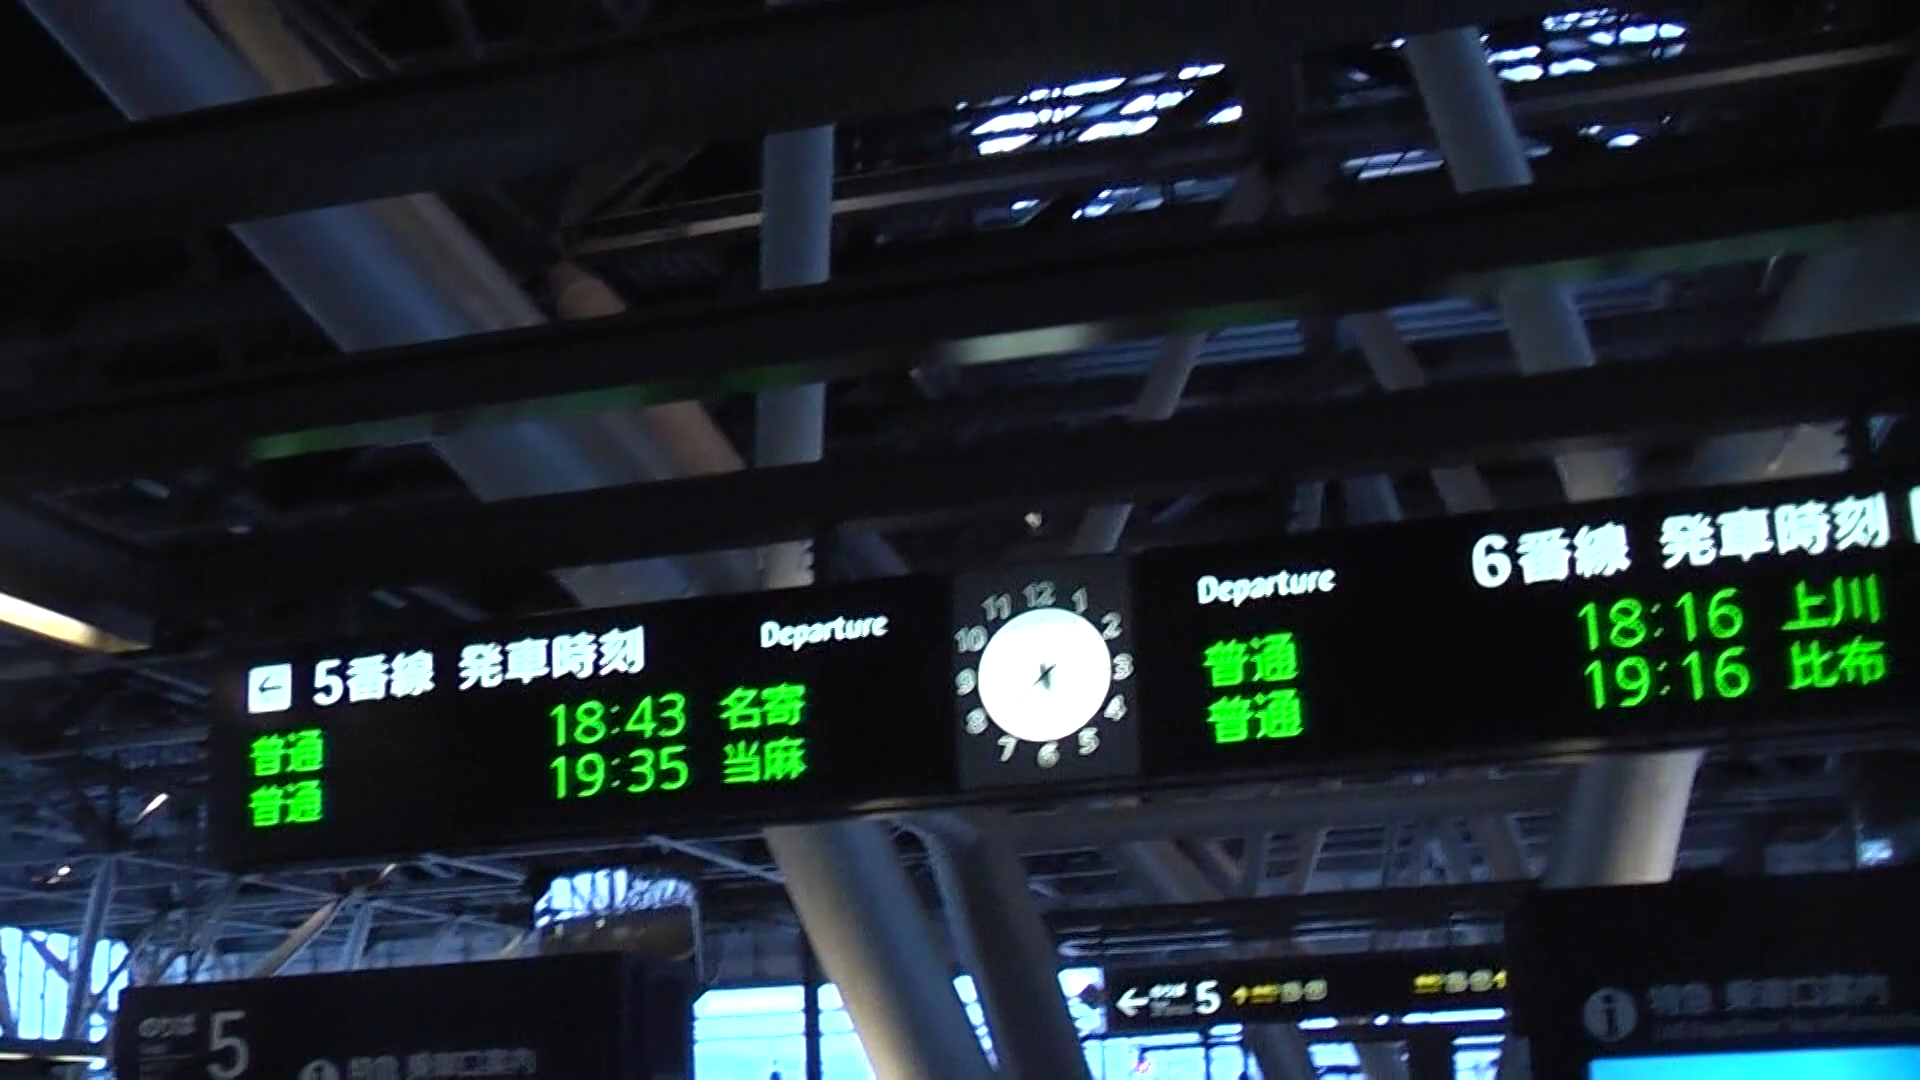 5番線 発車時刻 Departure
普通 18:43 名寄
普通 19:35 当麻
12
1
2
3
4
5
6
7
8
9
10
11
Departure 6番線 発車時刻
普通 18:16 上川
普通 19:16 比布
← 5
5